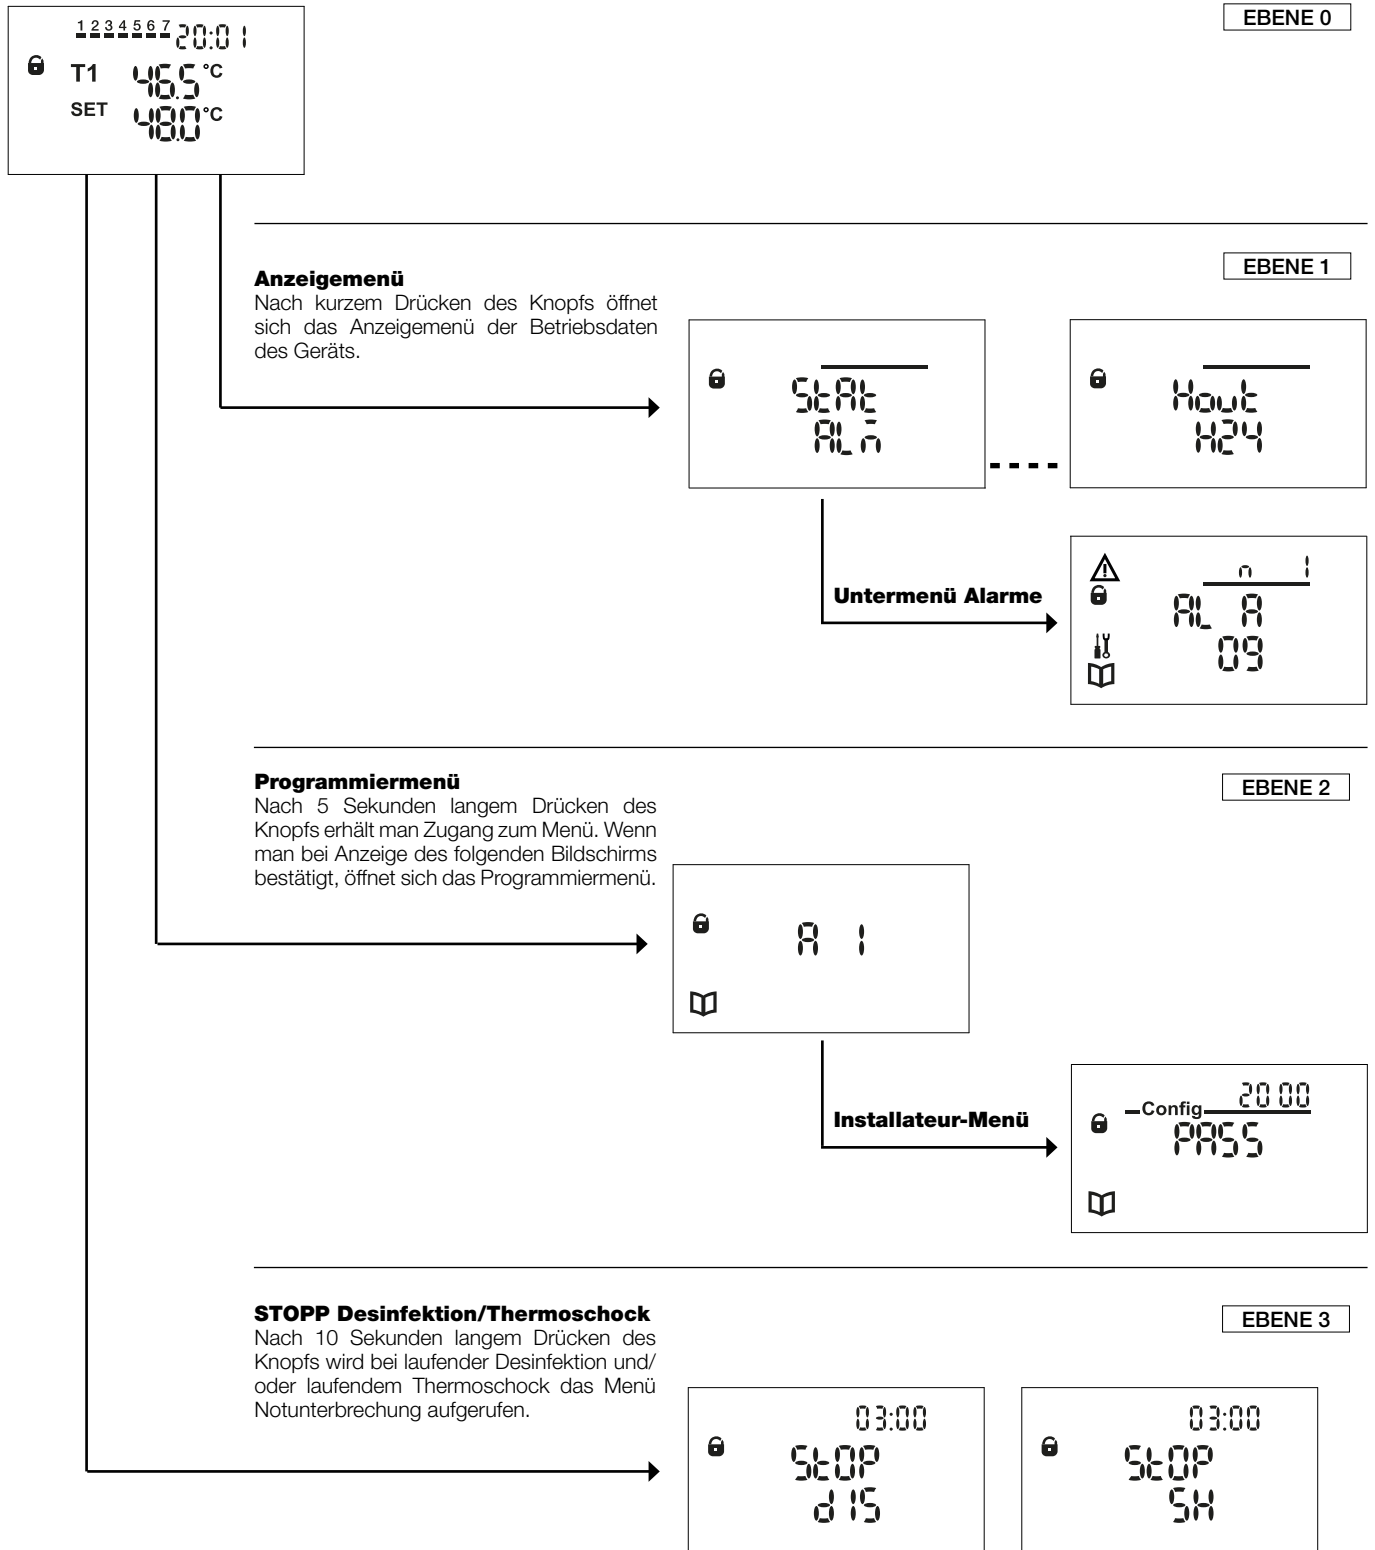 EBENE 0
1 2 3 4 5 6 7 20:01
T1 46.5 °C
SET 48.0 °C
EBENE 1
Anzeigemenü
Nach kurzem Drücken des Knopfs öffnet
sich das Anzeigemenü der Betriebsdaten
des Geräts.
StAt
ALm
Hout
H24
Untermenü Alarme
n 1
AL A
09
Programmiermenü
EBENE 2
Nach 5 Sekunden langem Drücken des
Knopfs erhält man Zugang zum Menü. Wenn
man bei Anzeige des folgenden Bildschirms
bestätigt, öffnet sich das Programmiermenü.
A 1
Installateur-Menü
20 00
Config
PASS
STOPP Desinfektion/Thermoschock
EBENE 3
Nach 10 Sekunden langem Drücken des
Knopfs wird bei laufender Desinfektion und/
oder laufendem Thermoschock das Menü
Notunterbrechung aufgerufen.
03:00
StOP
dIS
03:00
StOP
SH